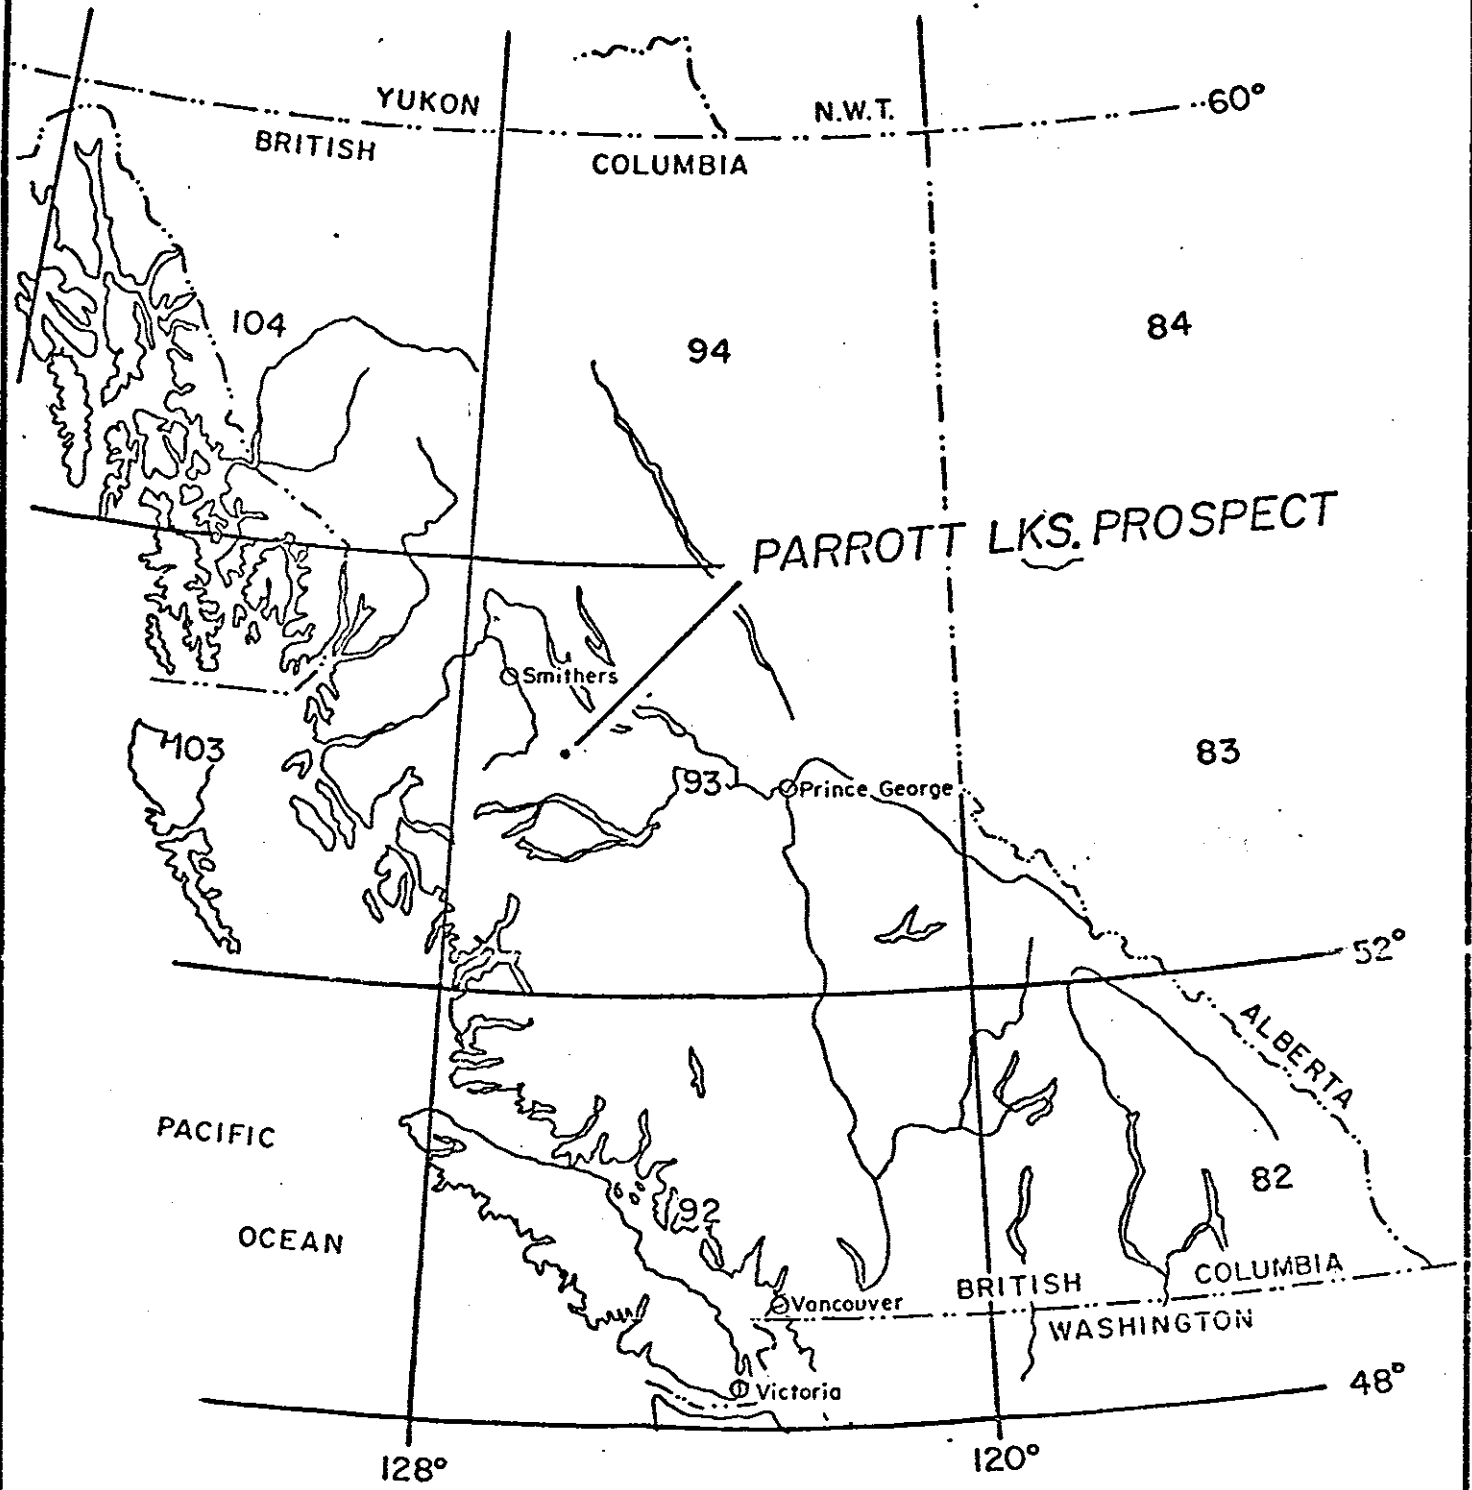 YUKON
N.W.T.
60°
BRITISH
COLUMBIA
104
94
84
PARROTT LKS. PROSPECT
Smithers
103
93
Prince George
83
52°
ALBERTA
PACIFIC
OCEAN
92
82
BRITISH
COLUMBIA
Vancouver
WASHINGTON
Victoria
48°
128°
120°